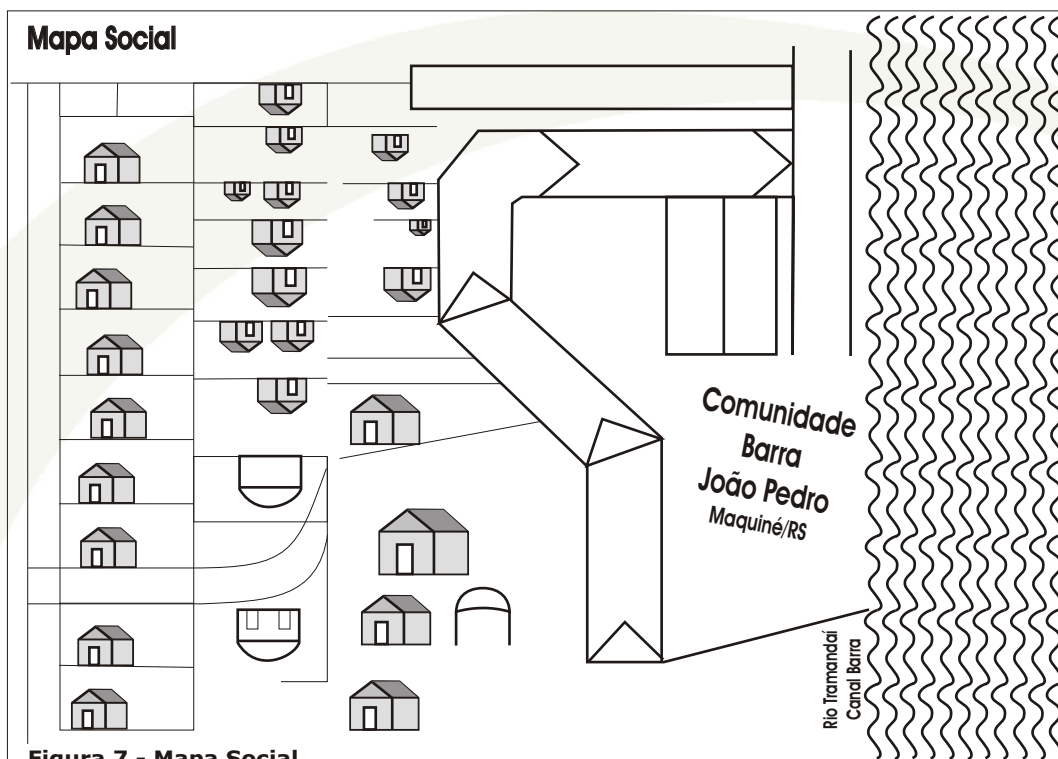 Mapa Social
Comunidade
Barra
João Pedro
Maquiné/RS
Rio Tramandaí
Canal Barra
Figura 7 - Mapa Social